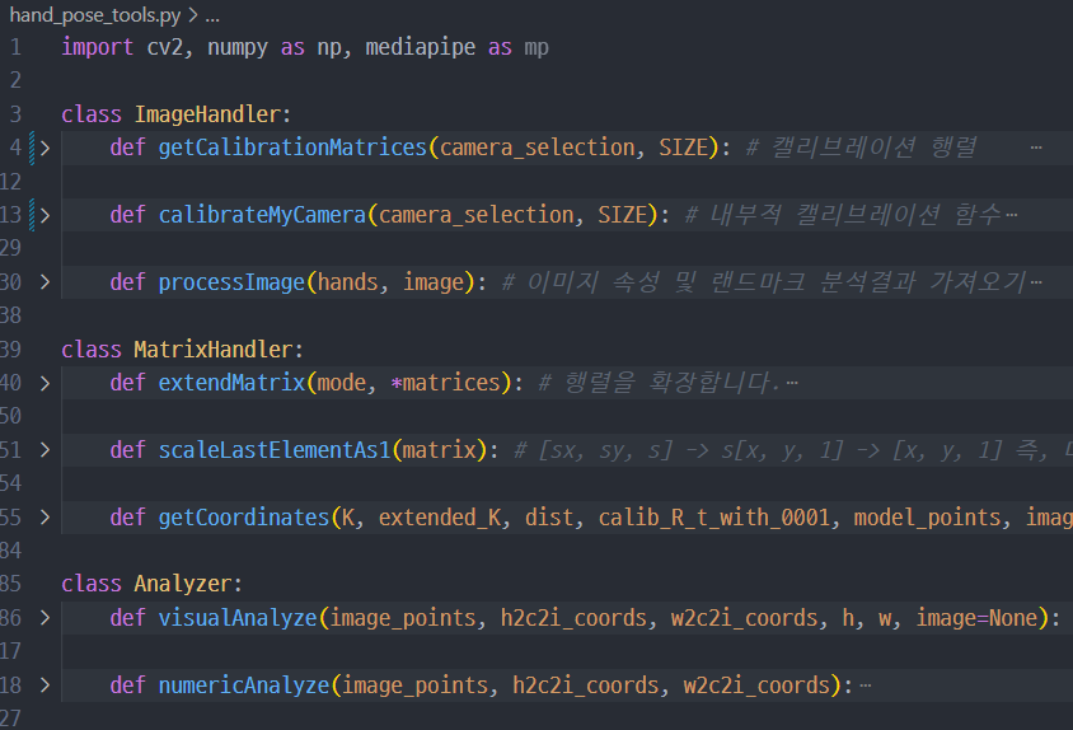 hand_pose_tools.py > ...
1 import cv2, numpy as np, mediapipe as mp
2
3 class ImageHandler:
4 > def getCalibrationMatrices(camera_selection, SIZE): # 캘리브레이션 행렬 …
12
13 > def calibrateMyCamera(camera_selection, SIZE): # 내부적 캘리브레이션 함수…
29
30 > def processImage(hands, image): # 이미지 속성 및 랜드마크 분석결과 가져오기…
38
39 class MatrixHandler:
40 > def extendMatrix(mode, *matrices): # 행렬을 확장합니다.…
50
51 > def scaleLastElementAs1(matrix): # [sx, sy, s] -> s[x, y, 1] -> [x, y, 1] 즉,
54
55 > def getCoordinates(K, extended_K, dist, calib_R_t_with_0001, model_points, imag
84
85 class Analyzer:
86 > def visualAnalyze(image_points, h2c2i_coords, w2c2i_coords, h, w, image=None):
17
18 > def numericAnalyze(image_points, h2c2i_coords, w2c2i_coords):…
27